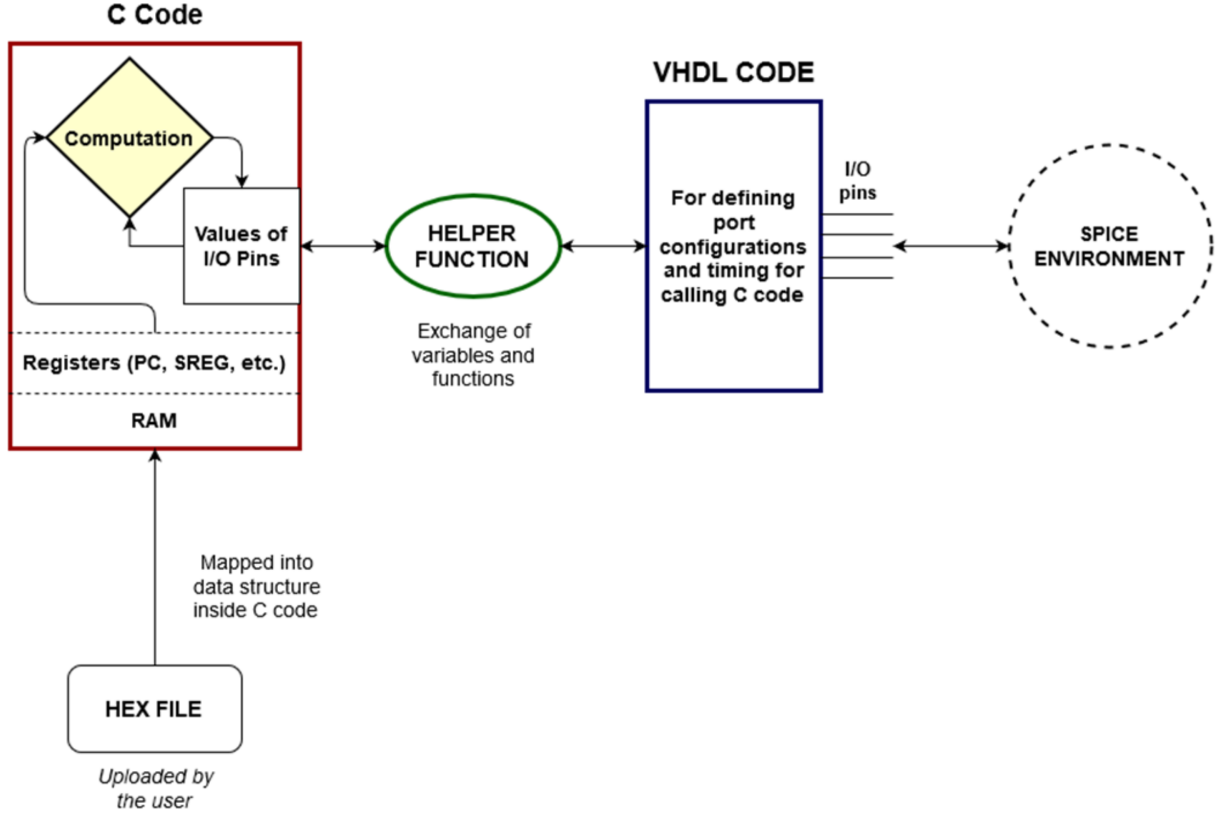 C Code
Computation
Values of
I/O Pins
Registers (PC, SREG, etc.)
RAM
HELPER
FUNCTION
Exchange of
variables and
functions
VHDL CODE
For defining
port
configurations
and timing for
calling C code
I/O
pins
SPICE
ENVIRONMENT
Mapped into
data structure
inside C code
HEX FILE
Uploaded by
the user